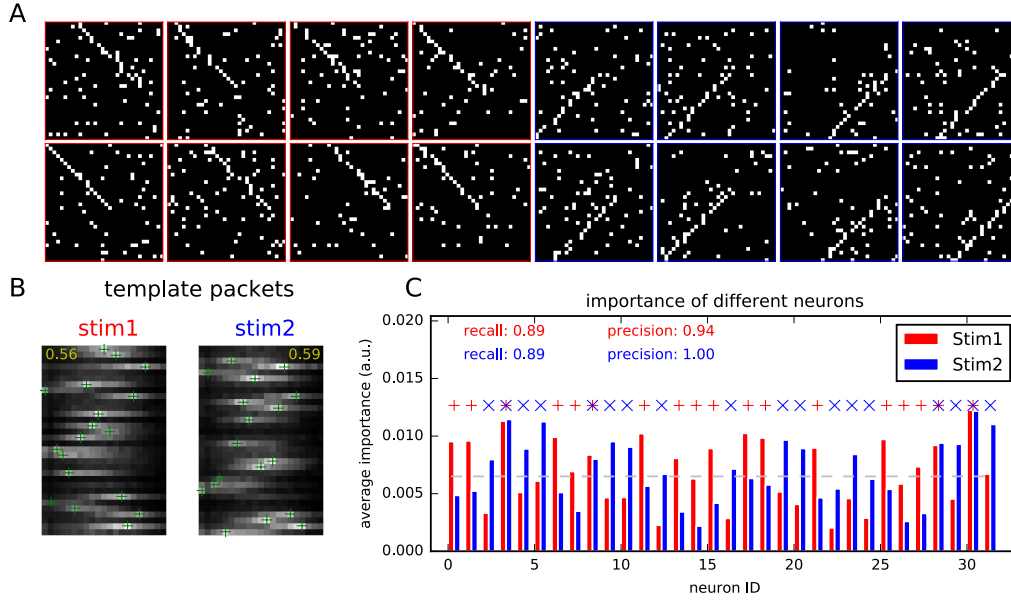 A
B
template packets
stim1
stim2
0.56
0.59
C
importance of different neurons
recall: 0.89 precision: 0.94
recall: 0.89 precision: 1.00
Stim1
Stim2
average importance (a.u.)
0.020
0.015
0.010
0.005
0.000
0 5 10 15 20 25 30
neuron ID